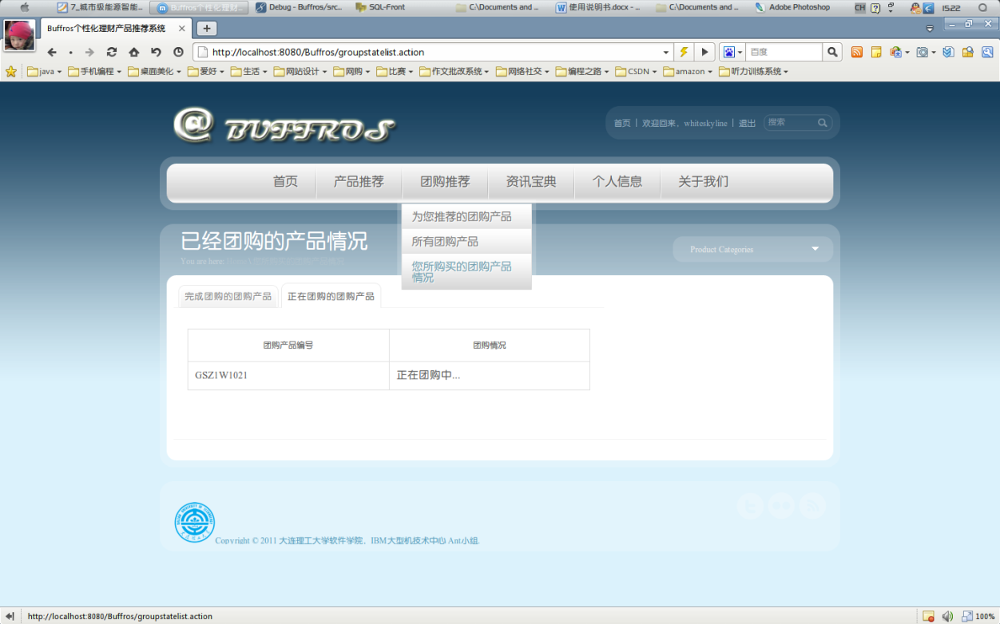 7_城市级能源智能..
Buffros个性化理财..
Debug - Buffros/src...
SQL-Front
C:\Documents and ...
使用说明书.docx - ...
C:\Documents and ...
Adobe Photoshop
CH
15:22
Buffros个性化理财产品推荐系统
http://localhost:8080/Buffros/groupstatelist.action
百度
java
手机编程
桌面美化
爱好
生活
网站设计
网购
比赛
作文批改系统
网络社交
编程之路
CSDN
amazon
听力训练系统
@ BUFFROS
首页 | 欢迎回来，whiteskyline | 退出
搜索
首页
产品推荐
团购推荐
资讯宝典
个人信息
关于我们
为您推荐的团购产品
所有团购产品
您所购买的团购产品
情况
已经团购的产品情况
You are here:
Product Categories
完成团购的团购产品
正在团购的团购产品
团购产品编号
团购情况
GSZ1W1021
正在团购中...
Copyright © 2011 大连理工大学软件学院，IBM大型机技术中心 Ant小组.
http://localhost:8080/Buffros/groupstatelist.action
100%